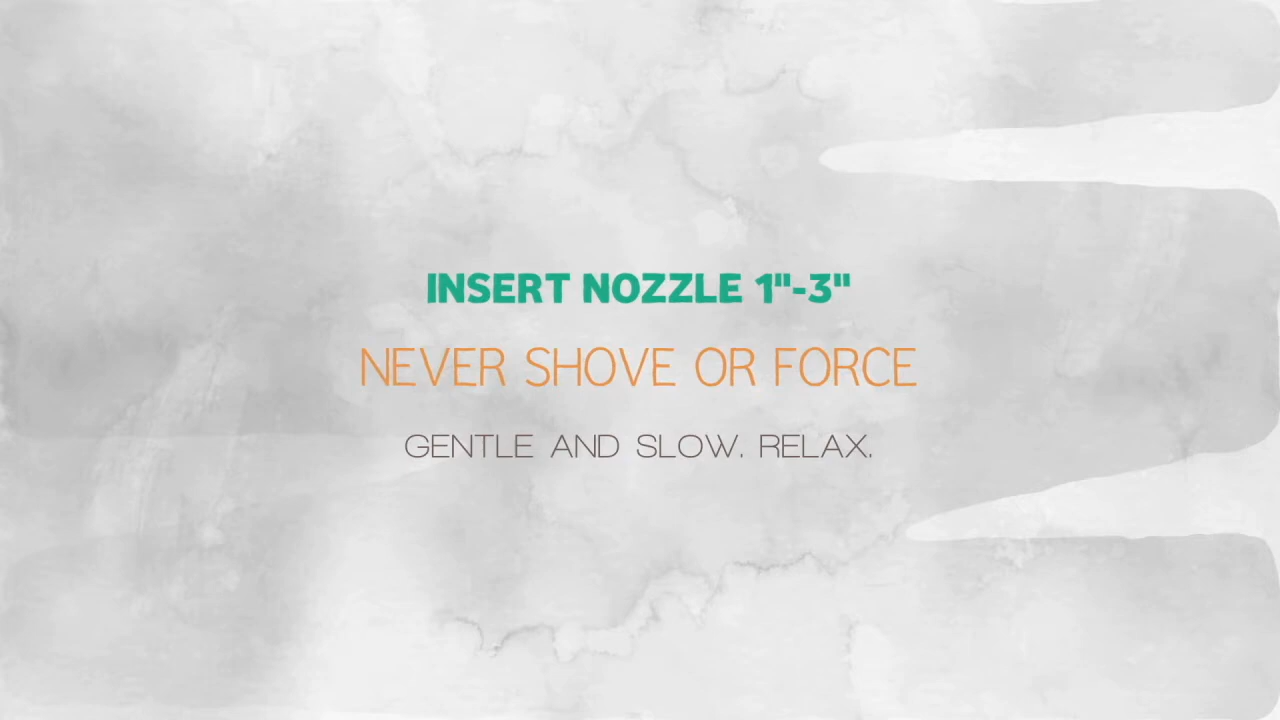 INSERT NOZZLE 1"-3"
NEVER SHOVE OR FORCE
GENTLE AND SLOW. RELAX.